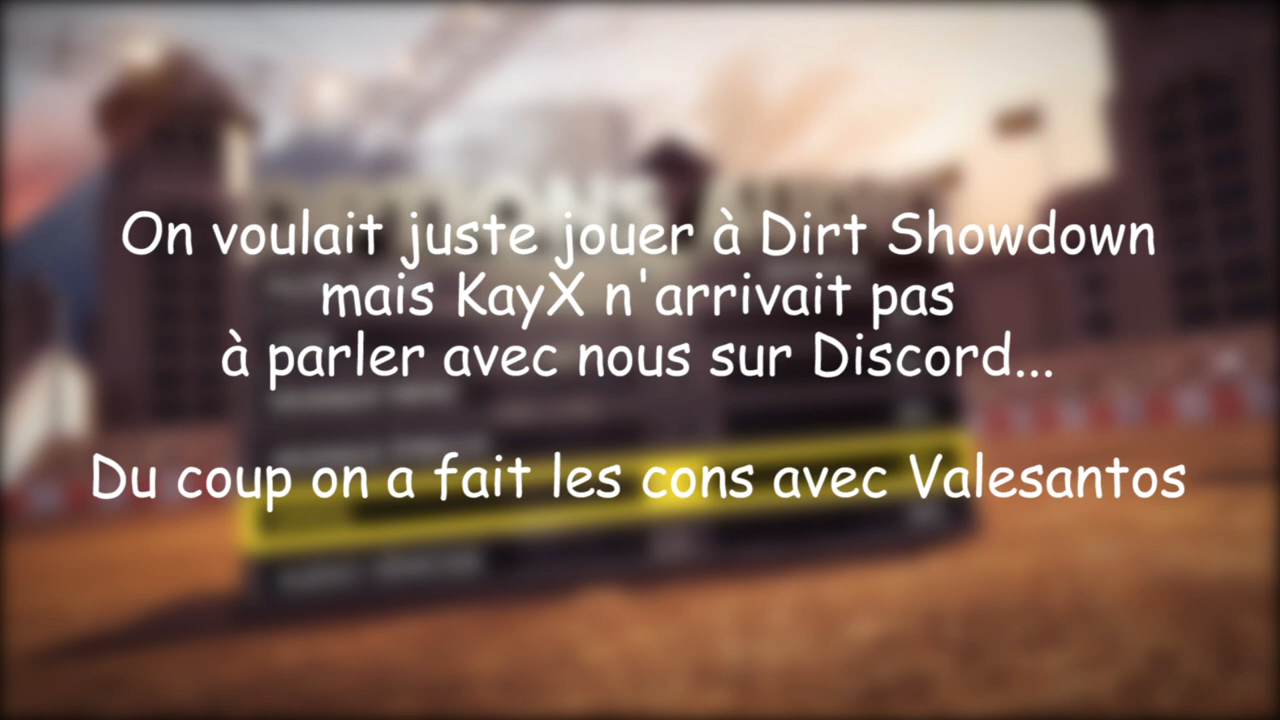 On voulait juste jouer à Dirt Showdown
mais KayX n'arrivait pas
à parler avec nous sur Discord...
Du coup on a fait les cons avec Valesantos